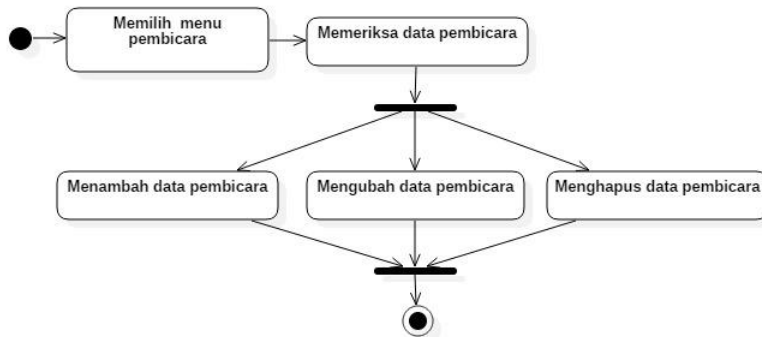 Memilih menu
pembicara
Memeriksa data pembicara
Menambah data pembicara
Mengubah data pembicara
Menghapus data pembicara